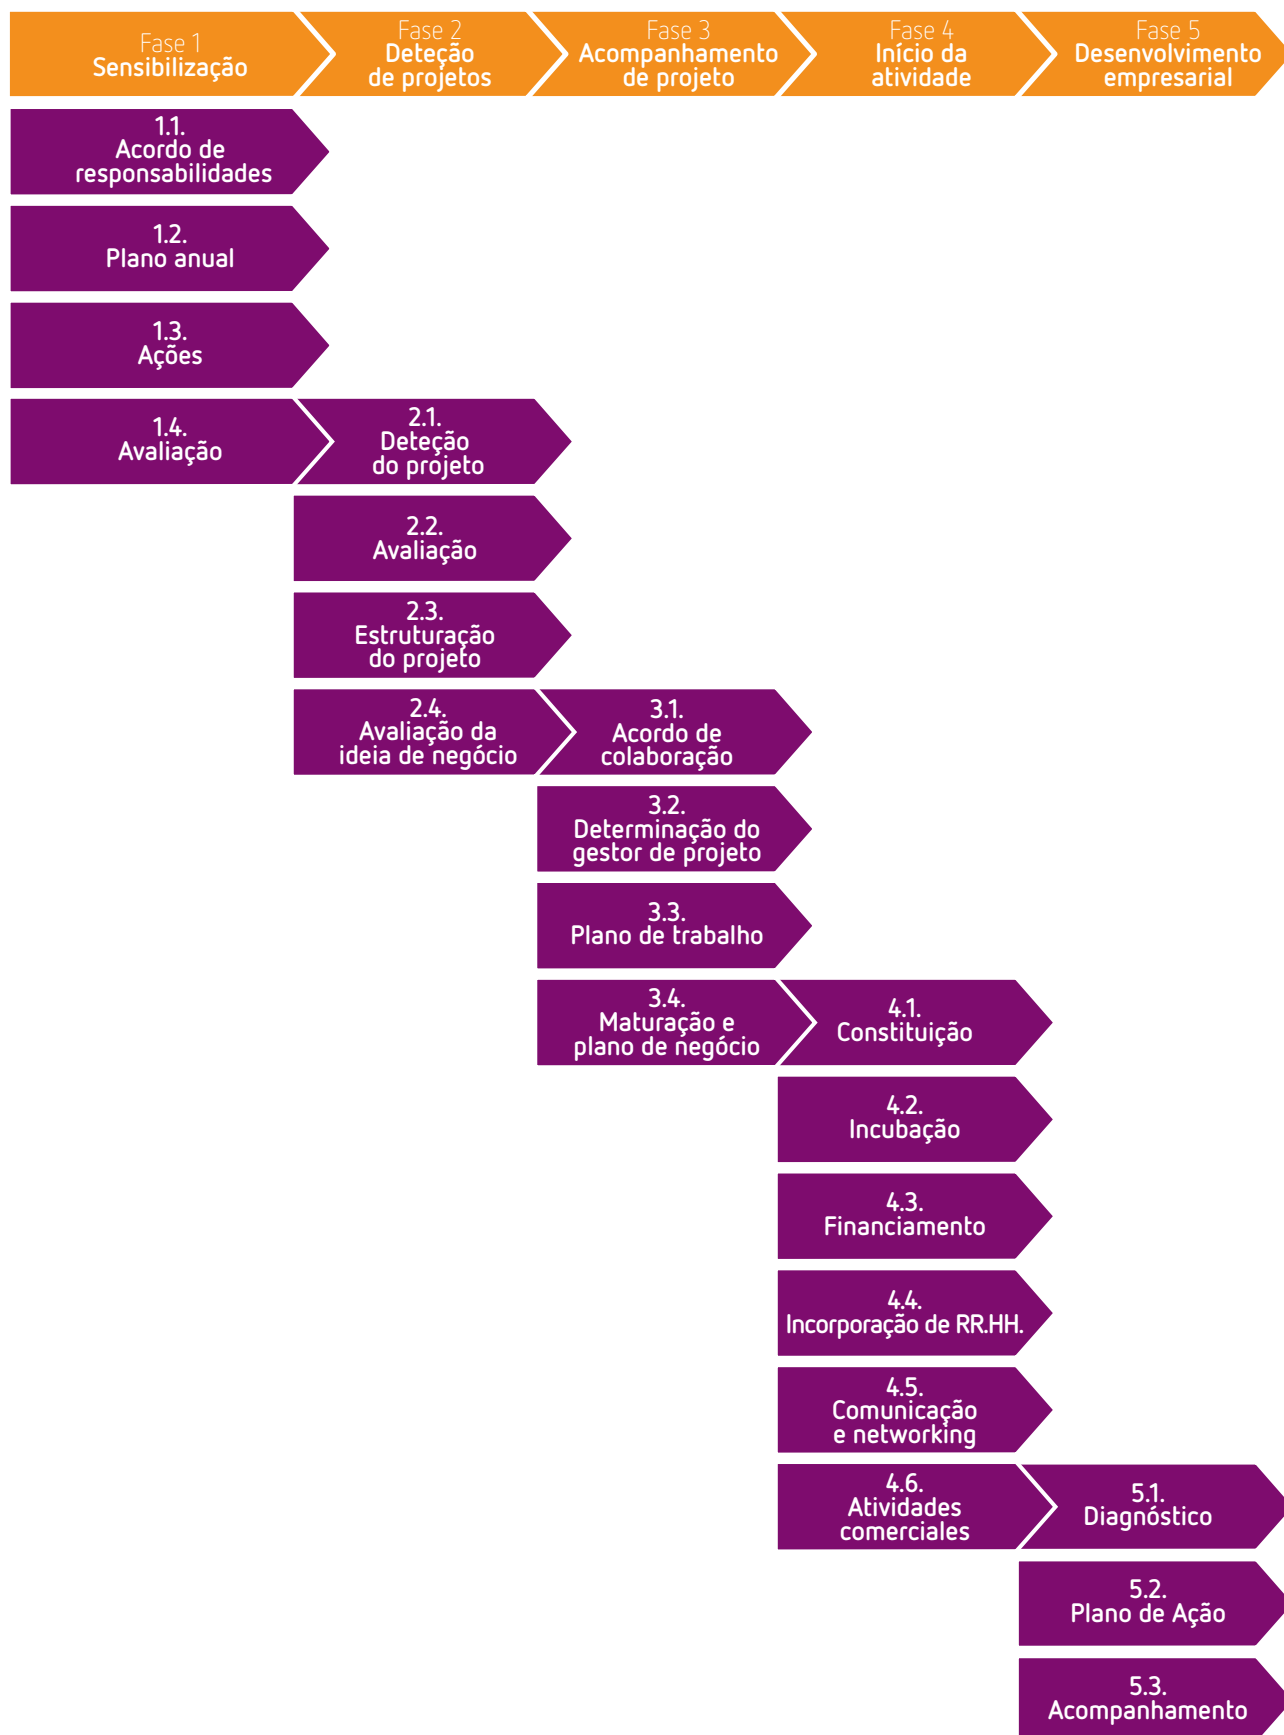 Fase 1
Sensibilização
Fase 2
Deteção
de projetos
Fase 3
Acompanhamento
de projeto
Fase 4
Início da
atividade
Fase 5
Desenvolvimento
empresarial
1.1.
Acordo de
responsabilidades
1.2.
Plano anual
1.3.
Ações
1.4.
Avaliação
2.1.
Deteção
do projeto
2.2.
Avaliação
2.3.
Estruturação
do projeto
2.4.
Avaliação da
ideia de negócio
3.1.
Acordo de
colaboração
3.2.
Determinação do
gestor de projeto
3.3.
Plano de trabalho
3.4.
Maturação e
plano de negócio
4.1.
Constituição
4.2.
Incubação
4.3.
Financiamento
4.4.
Incorporação de RR.HH.
4.5.
Comunicação
e networking
4.6.
Atividades
comerciales
5.1.
Diagnóstico
5.2.
Plano de Ação
5.3.
Acompanhamento